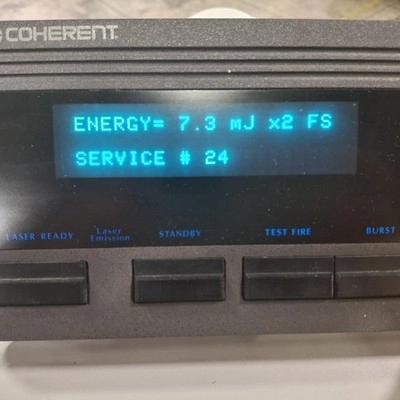 COHERENT
ENERGY= 7.3 mJ x2 FS
SERVICE # 24
LASER READY
Laser
Emission
STANDBY
TEST FIRE
BURST